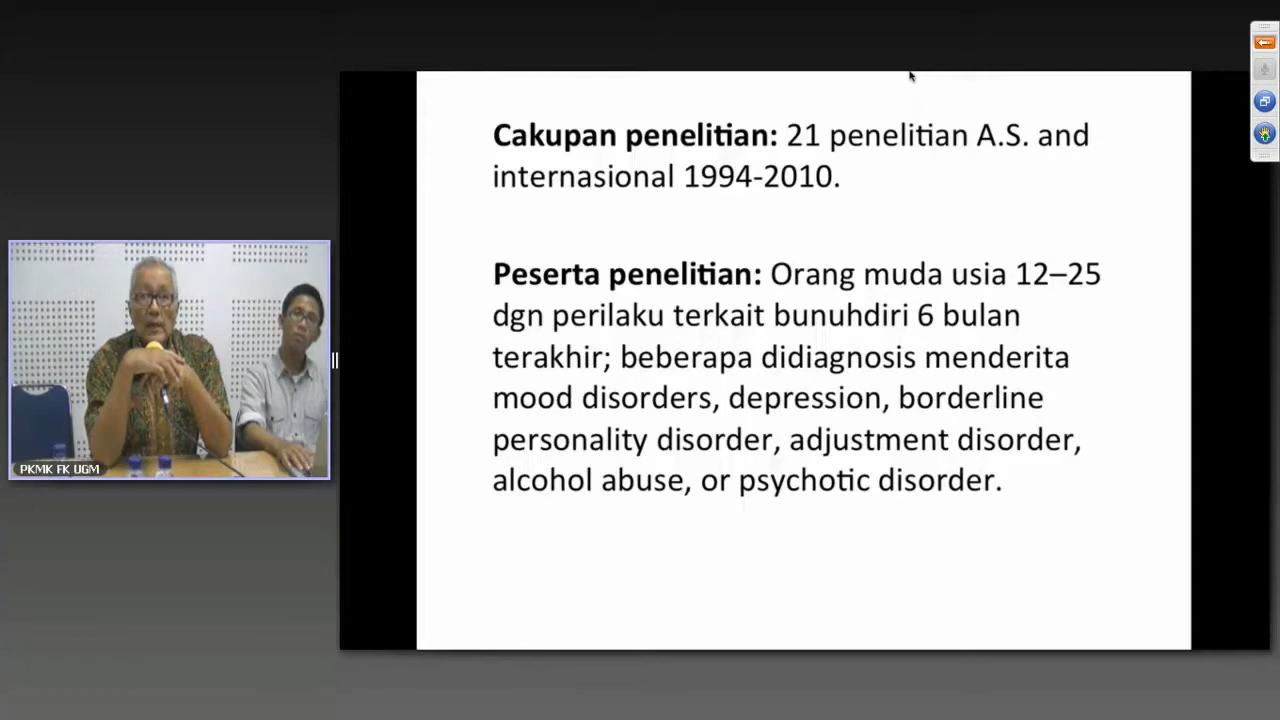 Cakupan penelitian: 21 penelitian A.S. and
internasional 1994-2010.
Peserta penelitian: Orang muda usia 12–25
dgn perilaku terkait bunuhdiri 6 bulan
terakhir; beberapa didiagnosis menderita
mood disorders, depression, borderline
personality disorder, adjustment disorder,
alcohol abuse, or psychotic disorder.
PKMK FK UGM